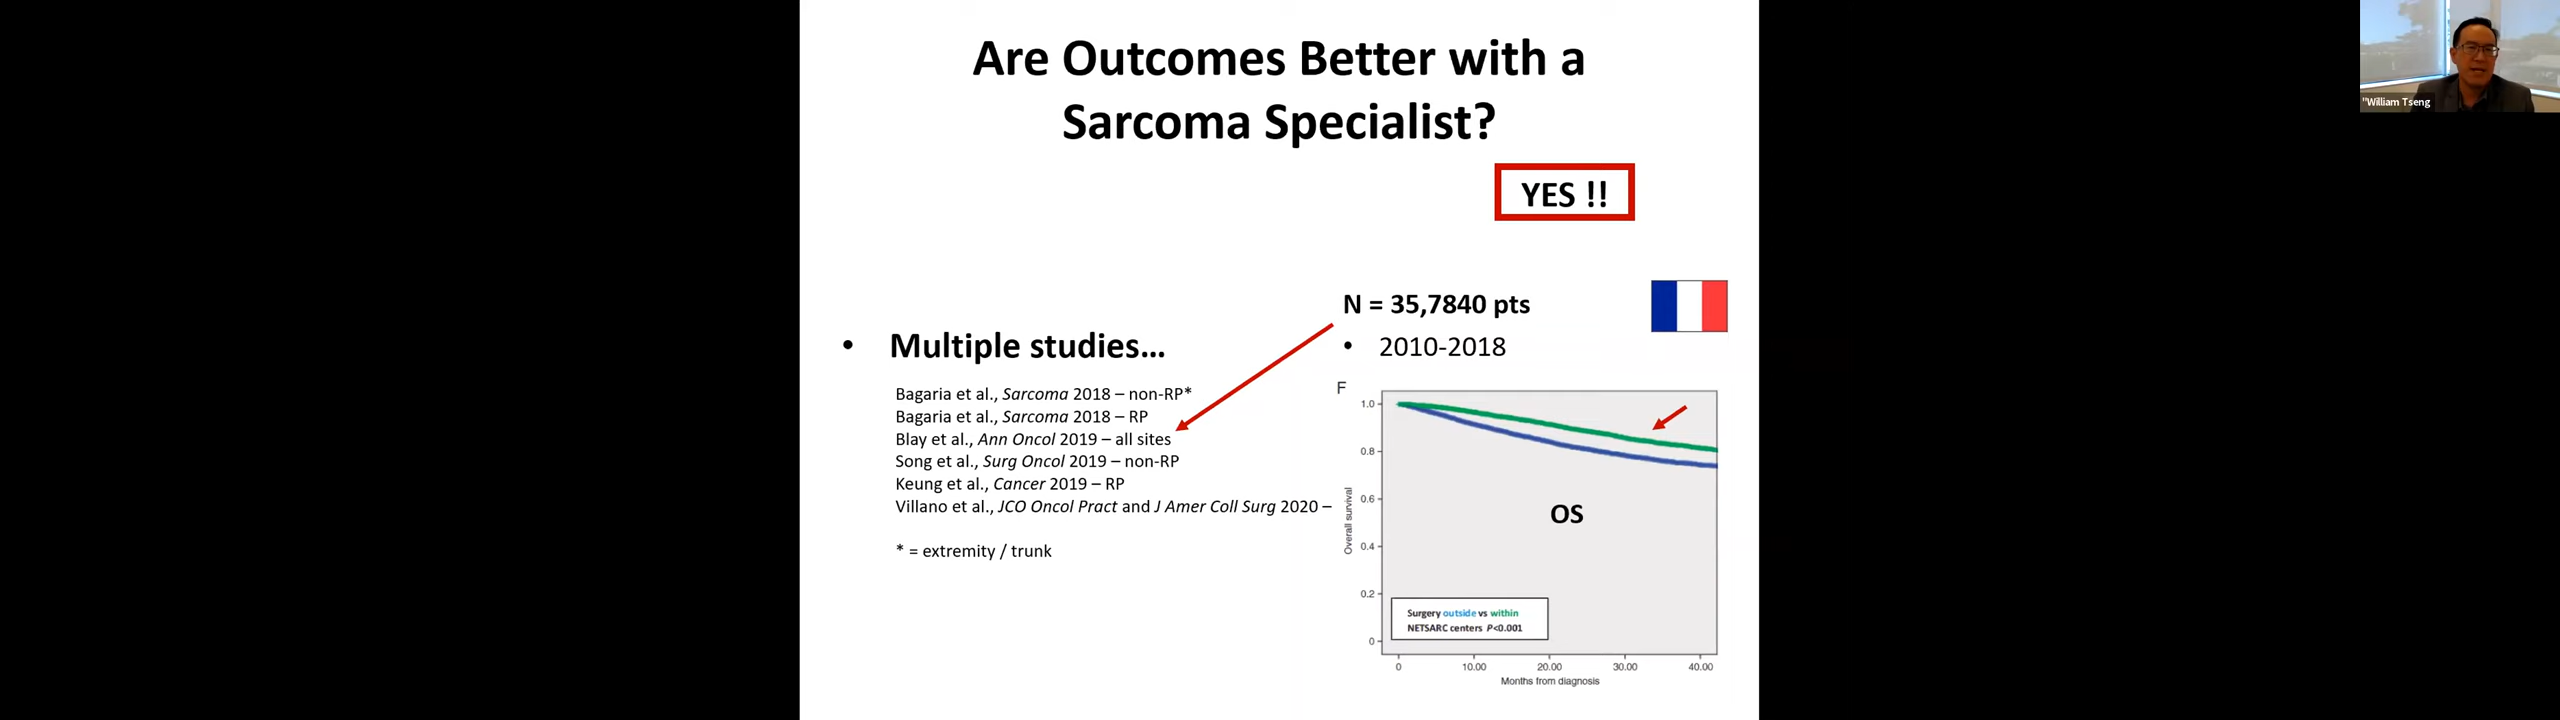 Are Outcomes Better with a
Sarcoma Specialist?
YES !!
• Multiple studies...
Bagaria et al., Sarcoma 2018 – non-RP*
Bagaria et al., Sarcoma 2018 – RP
Blay et al., Ann Oncol 2019 – all sites
Song et al., Surg Oncol 2019 – non-RP
Keung et al., Cancer 2019 – RP
Villano et al., JCO Oncol Pract and J Amer Coll Surg 2020 –
* = extremity / trunk
N = 35,7840 pts
• 2010-2018
F
1.0
0.8
0.6
0.4
0.2
0
Overall survival
OS
Surgery outside vs within
NETSARC centers P<0.001
0 10.00 20.00 30.00 40.00
Months from diagnosis
"William Tseng